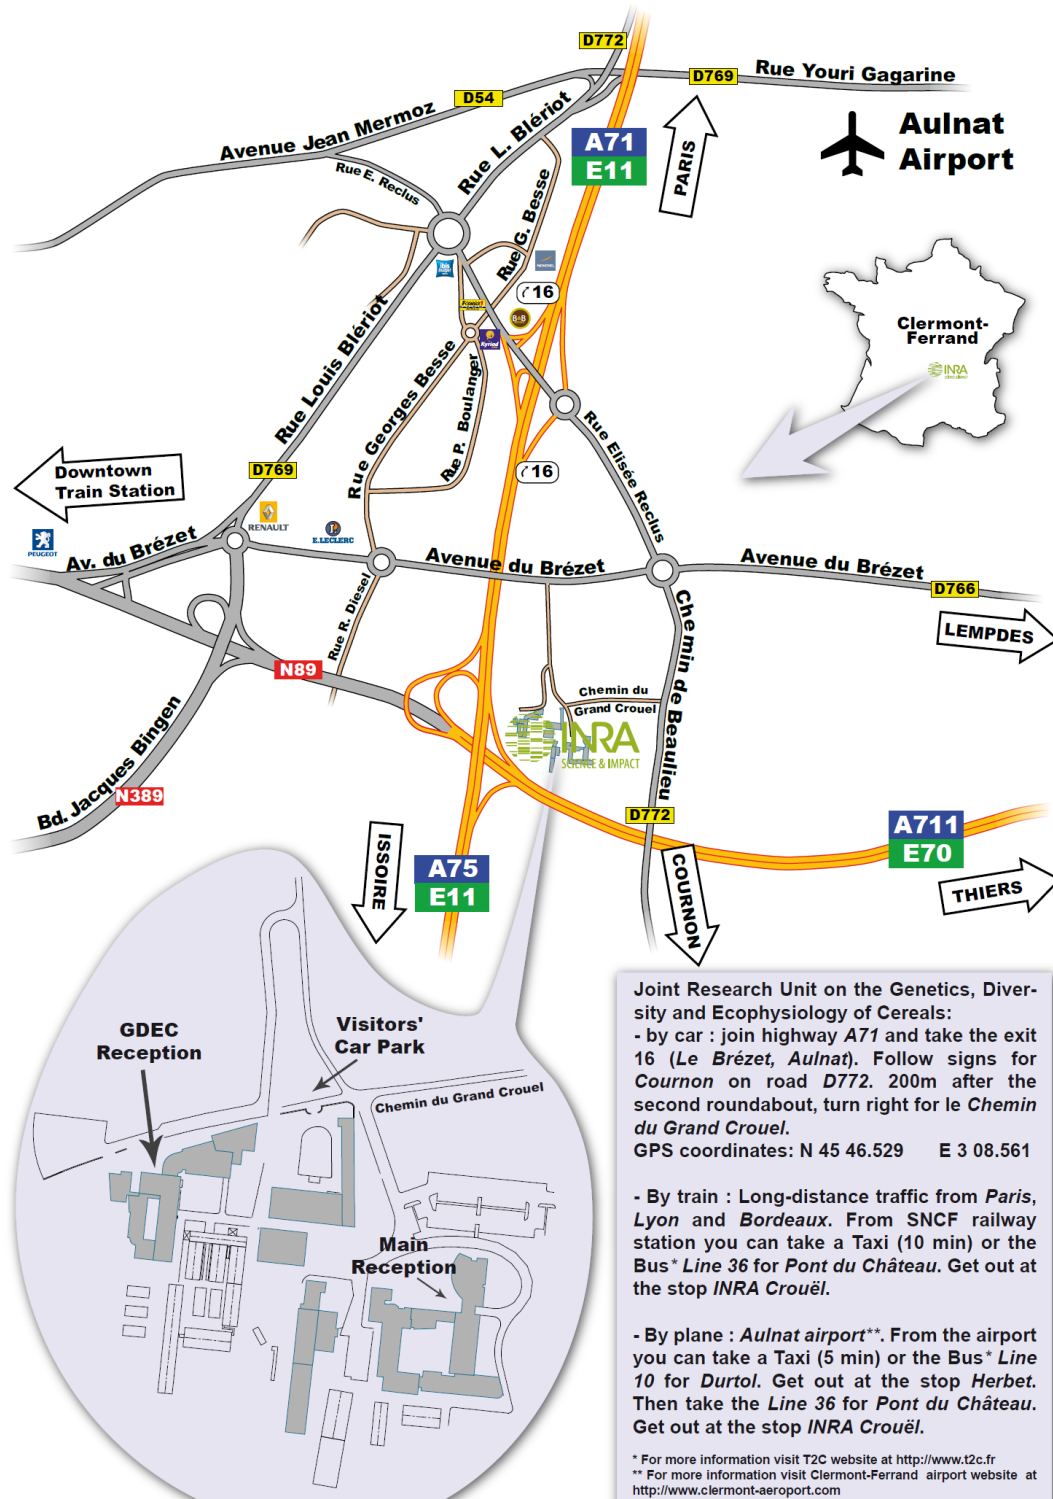 D772
D769
Rue Youri Gagarine
D54
Avenue Jean Mermoz
Rue L. Blériot
A71
E11
PARIS
Aulnat
Airport
Rue E. Reclus
Rue G. Besse
16
Clermont-
Ferrand
INRA
B&B
Kyriad
Rue Louis Blériot
Rue Georges Besse
Rue P. Boulanger
Rue Elisée Reclus
16
Downtown
Train Station
D769
RENAULT
E.LECLERC
PEUGEOT
Av. du Brézet
Avenue du Brézet
Avenue du Brézet
D766
LEMPDES
Rue R. Diesel
Chemin de Beaulieu
N89
Chemin du
Grand Crouel
INRA
SCIENCE & IMPACT
Bd. Jacques Bingen
N389
D772
A711
E70
ISSOIRE
A75
E11
COURNON
THIERS
GDEC
Reception
Visitors'
Car Park
Chemin du Grand Crouel
Main
Reception
Joint Research Unit on the Genetics, Diver-
sity and Ecophysiology of Cereals:
- by car : join highway A71 and take the exit
16 (Le Brézet, Aulnat). Follow signs for
Cournon on road D772. 200m after the
second roundabout, turn right for le Chemin
du Grand Crouel.
GPS coordinates: N 45 46.529 E 3 08.561
- By train : Long-distance traffic from Paris,
Lyon and Bordeaux. From SNCF railway
station you can take a Taxi (10 min) or the
Bus* Line 36 for Pont du Château. Get out at
the stop INRA Crouël.
- By plane : Aulnat airport**. From the airport
you can take a Taxi (5 min) or the Bus* Line
10 for Durtol. Get out at the stop Herbet.
Then take the Line 36 for Pont du Château.
Get out at the stop INRA Crouël.
* For more information visit T2C website at http://www.t2c.fr
** For more information visit Clermont-Ferrand airport website at
http://www.clermont-aeroport.com